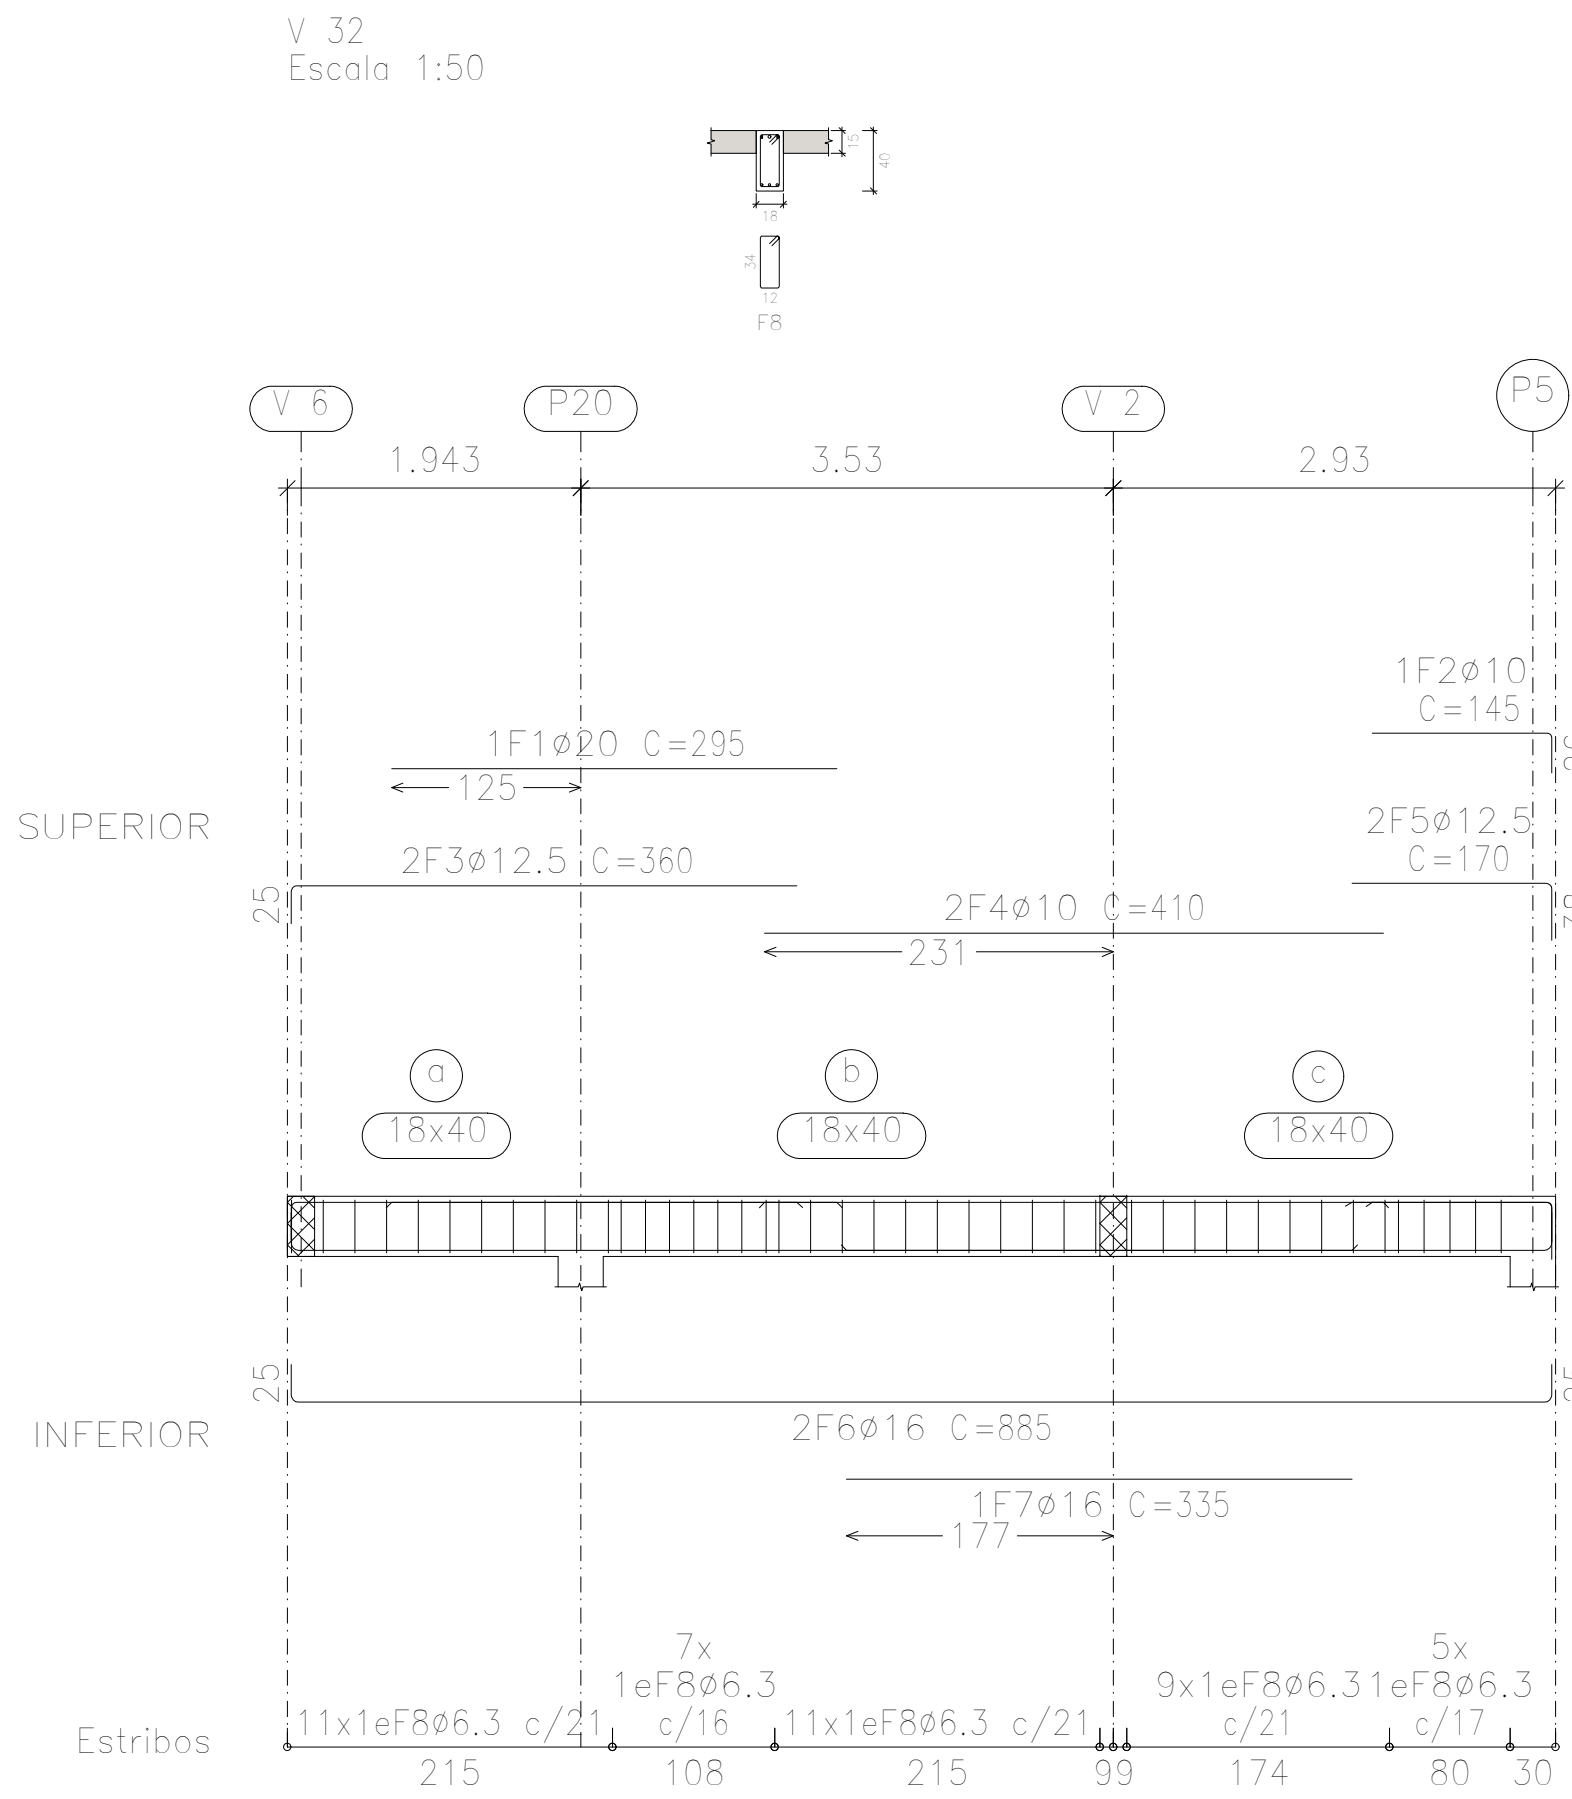 V 32
Escala 1:50
15
40
18
34
12
F8
V 6
P20
V 2
P5
1.943
3.53
2.93
1F2ø10
C=145
1F1ø20 C=295
125
SUPERIOR
2F5ø12.5
C=170
2F3ø12.5 C=360
25
2F4ø10 C=410
231
a
b
c
18x40
18x40
18x40
25
INFERIOR
2F6ø16 C=885
1F7ø16 C=335
177
7x
1eF8ø6.3
c/16
5x
1eF8ø6.3
c/17
9x1eF8ø6.3
c/21
Estribos
11x1eF8ø6.3 c/21
11x1eF8ø6.3 c/21
215
108
215
99
174
80
30